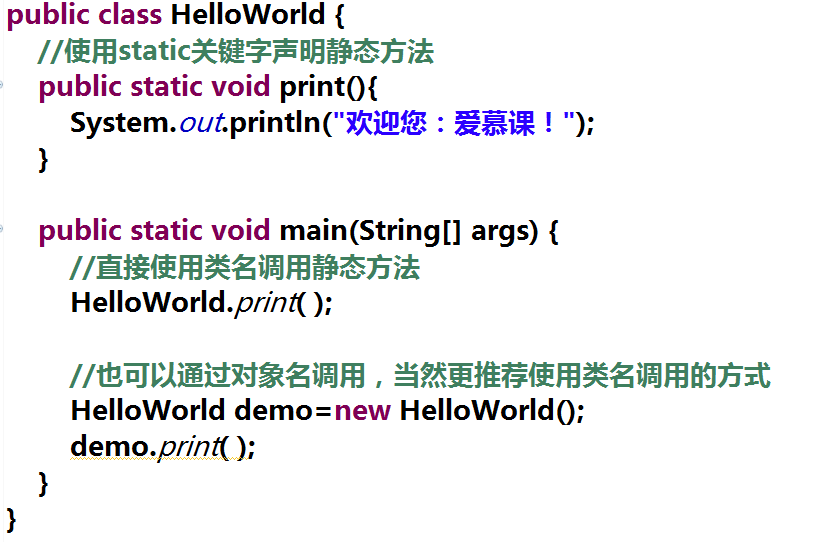 public class HelloWorld {
//使用static关键字声明静态方法
public static void print(){
System.out.println("欢迎您：爱慕课！");
}
public static void main(String[] args) {
//直接使用类名调用静态方法
HelloWorld.print( );
//也可以通过对象名调用，当然更推荐使用类名调用的方式
HelloWorld demo=new HelloWorld();
demo.print( );
}
}